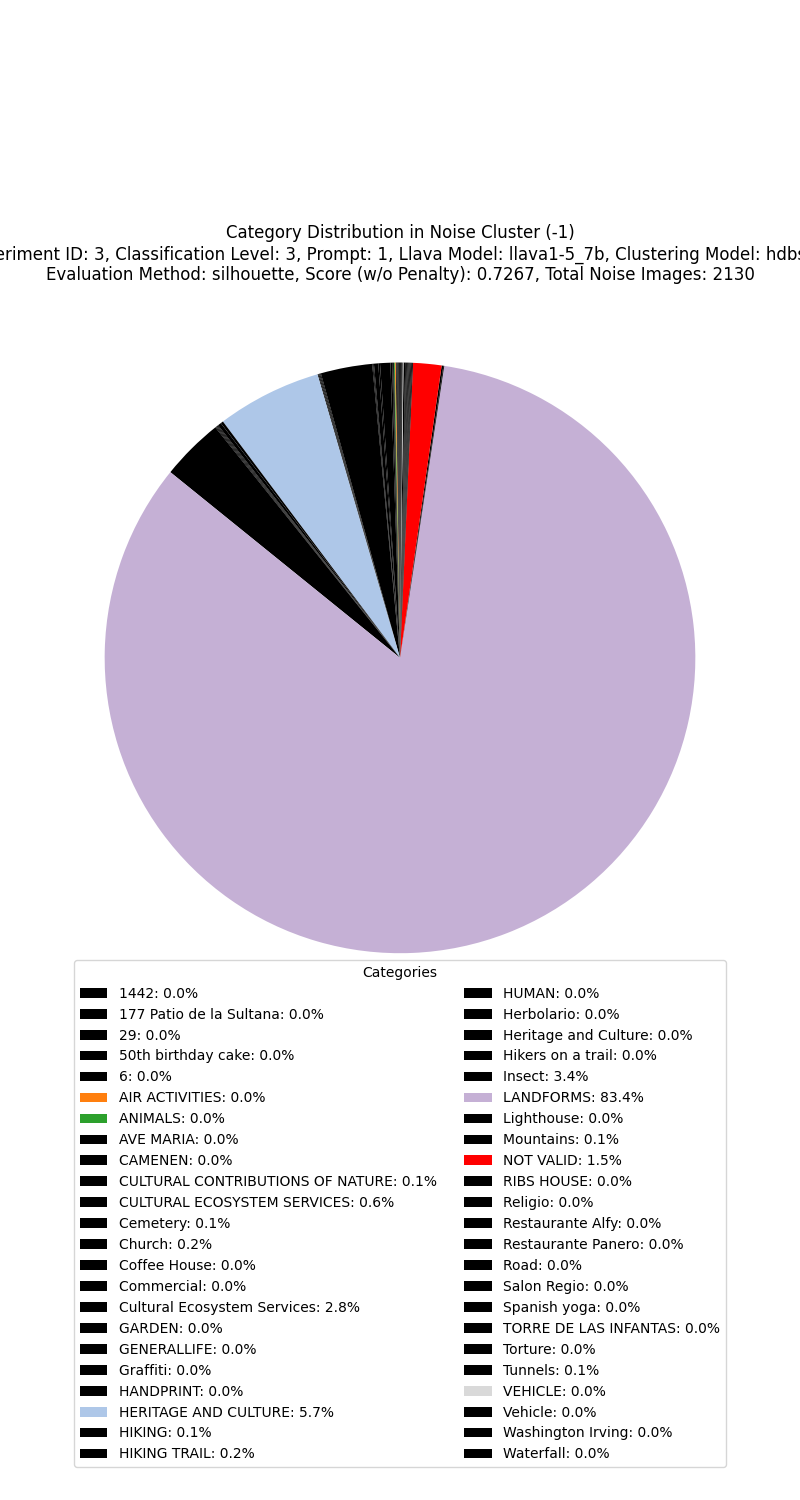 Category Distribution in Noise Cluster (-1)
eriment ID: 3, Classification Level: 3, Prompt: 1, Llava Model: llava1-5_7b, Clustering Model: hdbs
Evaluation Method: silhouette, Score (w/o Penalty): 0.7267, Total Noise Images: 2130
Categories
1442: 0.0%
177 Patio de la Sultana: 0.0%
29: 0.0%
50th birthday cake: 0.0%
6: 0.0%
AIR ACTIVITIES: 0.0%
ANIMALS: 0.0%
AVE MARIA: 0.0%
CAMENEN: 0.0%
CULTURAL CONTRIBUTIONS OF NATURE: 0.1%
CULTURAL ECOSYSTEM SERVICES: 0.6%
Cemetery: 0.1%
Church: 0.2%
Coffee House: 0.0%
Commercial: 0.0%
Cultural Ecosystem Services: 2.8%
GARDEN: 0.0%
GENERALLIFE: 0.0%
Graffiti: 0.0%
HANDPRINT: 0.0%
HERITAGE AND CULTURE: 5.7%
HIKING: 0.1%
HIKING TRAIL: 0.2%
HUMAN: 0.0%
Herbolario: 0.0%
Heritage and Culture: 0.0%
Hikers on a trail: 0.0%
Insect: 3.4%
LANDFORMS: 83.4%
Lighthouse: 0.0%
Mountains: 0.1%
NOT VALID: 1.5%
RIBS HOUSE: 0.0%
Religio: 0.0%
Restaurante Alfy: 0.0%
Restaurante Panero: 0.0%
Road: 0.0%
Salon Regio: 0.0%
Spanish yoga: 0.0%
TORRE DE LAS INFANTAS: 0.0%
Torture: 0.0%
Tunnels: 0.1%
VEHICLE: 0.0%
Vehicle: 0.0%
Washington Irving: 0.0%
Waterfall: 0.0%